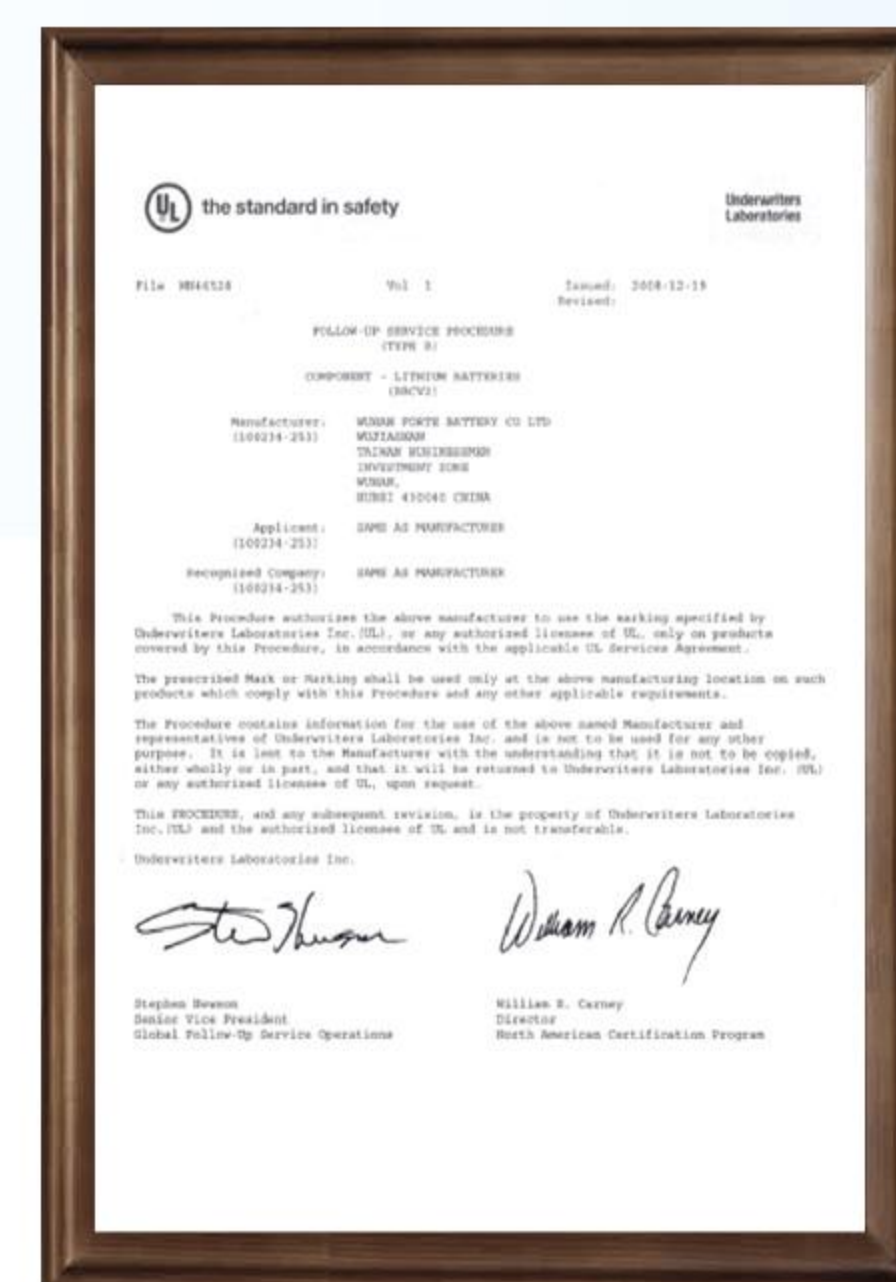 UL the standard in safety
Underwriters
Laboratories
File Vol 1 Issued: 2008-12-19
Revised:
FOLLOW-UP SERVICE PROCEDURE
(TYPE R)
COMPONENT - LITHIUM BATTERIES
(BBCV2)
Manufacturer: WUHAN FORTE BATTERY CO LTD
(100234-253) WUJIASHAN
TAIWAN BUSINESSMEN
INVESTMENT ZONE
WUHAN,
HUBEI 430040 CHINA
Applicant: SAME AS MANUFACTURER
(100234-253)
Recognized Company: SAME AS MANUFACTURER
(100234-253)
This Procedure authorizes the above manufacturer to use the marking specified by
Underwriters Laboratories Inc.(UL), or any authorized licensee of UL, only on products
covered by this Procedure, in accordance with the applicable UL Services Agreement.
The prescribed Mark or Marking shall be used only at the above manufacturing location on such
products which comply with this Procedure and any other applicable requirements.
The Procedure contains information for the use of the above named Manufacturer and
representatives of Underwriters Laboratories Inc. and is not to be used for any other
purpose. It is lent to the Manufacturer with the understanding that it is not to be copied,
either wholly or in part, and that it will be returned to Underwriters Laboratories Inc. (UL)
or any authorized licensee of UL, upon request.
This PROCEDURE, and any subsequent revision, is the property of Underwriters Laboratories
Inc.(UL) and the authorized licensee of UL and is not transferable.
Underwriters Laboratories Inc.
William R. Carney
Stephen Hewson
Senior Vice President
Global Follow-Up Service Operations
William R. Carney
Director
North American Certification Program